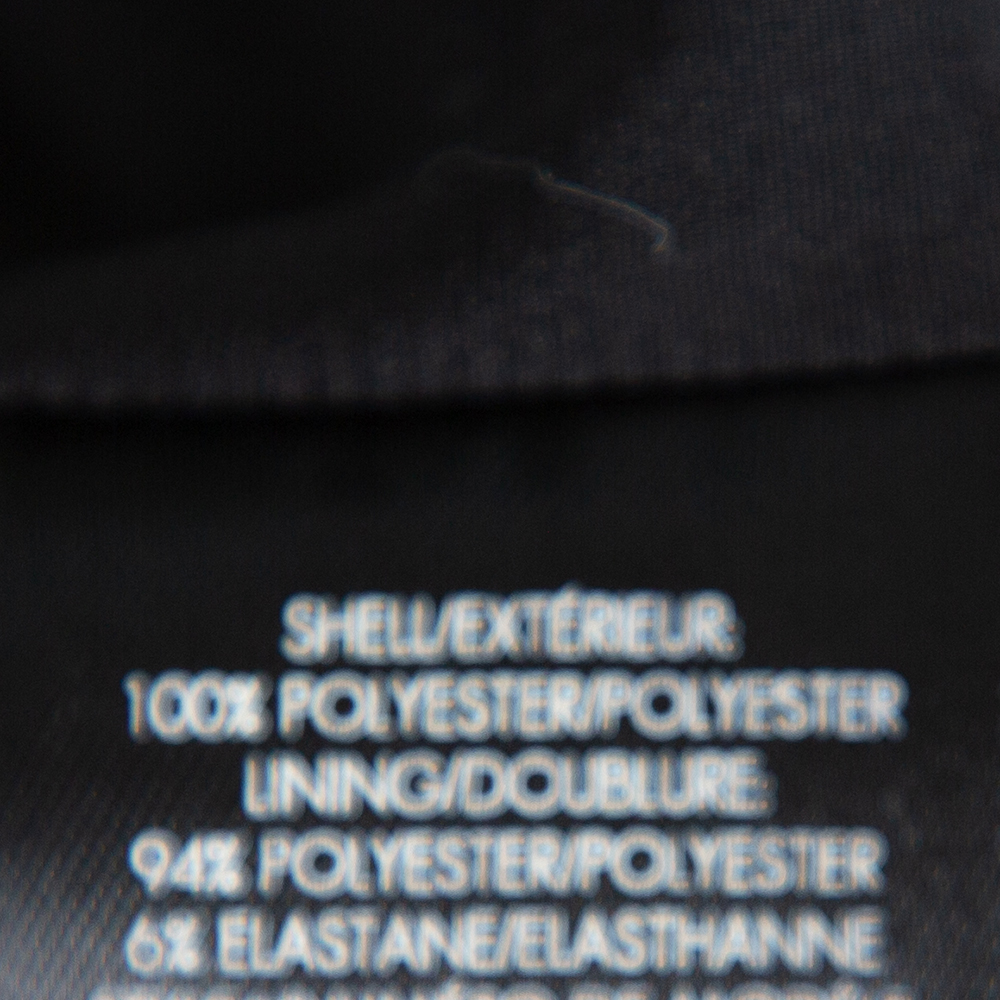 SHELL/EXTÉRIEUR:
100% POLYESTER/POLYESTER
LINING/DOUBLURE:
94% POLYESTER/POLYESTER
6% ELASTANE/ELASTHANNE